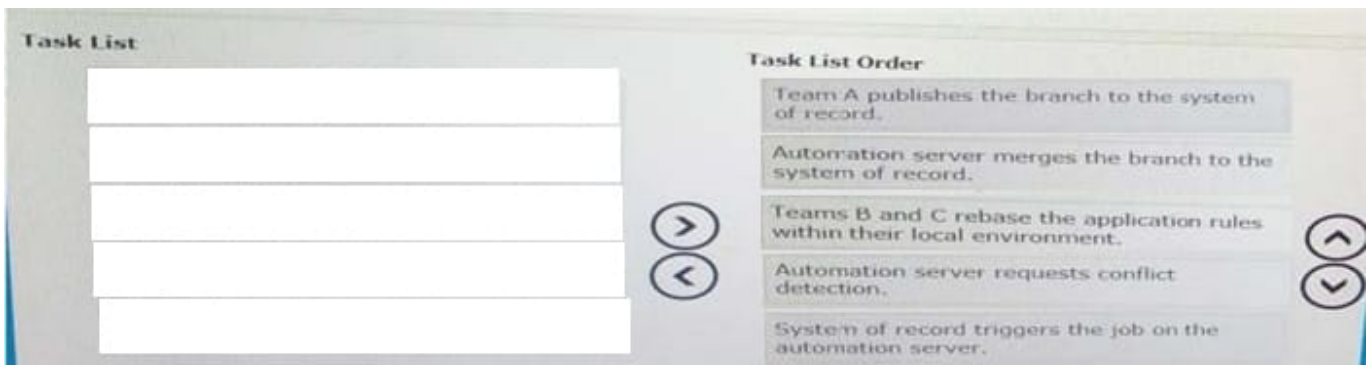 Task List
Task List Order
Team A publishes the branch to the system
of record.
Automation server merges the branch to the
system of record.
Teams B and C rebase the application rules
within their local environment.
Automation server requests conflict
detection.
System of record triggers the job on the
automation server.